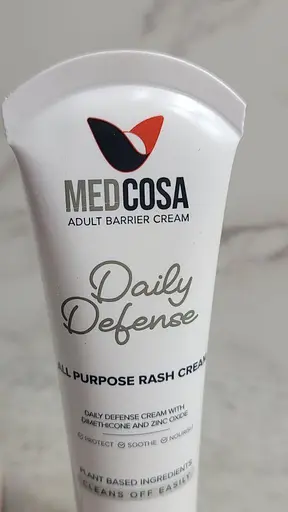 MEDCOSA
ADULT BARRIER CREAM
Daily
Defense
ALL PURPOSE RASH CREAM
DAILY DEFENSE CREAM WITH
DIMETHICONE AND ZINC OXIDE
PROTECT SOOTHE NOURISH
PLANT BASED INGREDIENTS
CLEANS OFF EASILY